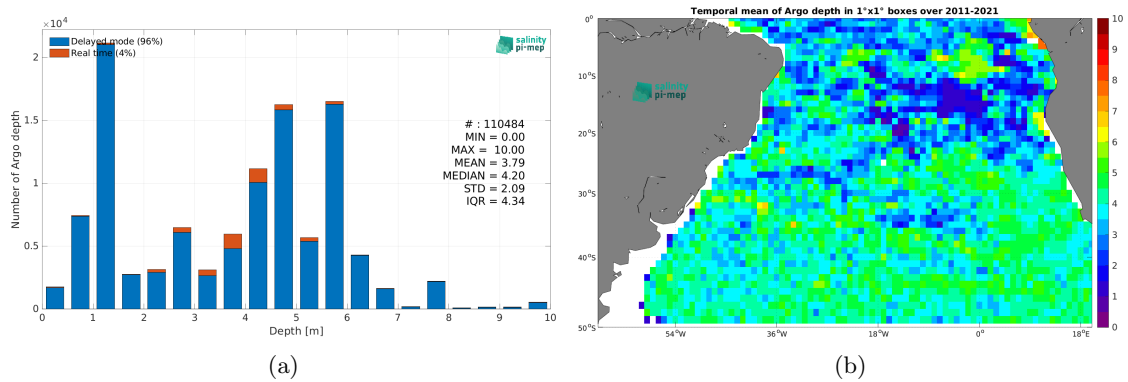 ×10⁴
Delayed mode (96%)
Real time (4%)
salinity
pi-mep
# : 110484
MIN = 0.00
MAX = 10.00
MEAN = 3.79
MEDIAN = 4.20
STD = 2.09
IQR = 4.34
Number of Argo depth
2
1.5
1
0.5
0
0 1 2 3 4 5 6 7 8 9 10
Depth [m]
(a)
Temporal mean of Argo depth in 1°x1° boxes over 2011-2021
salinity
pi-mep
0°
10°S
20°S
30°S
40°S
50°S
54°W 36°W 18°W 0° 18°E
10
9
8
7
6
5
4
3
2
1
0
(b)